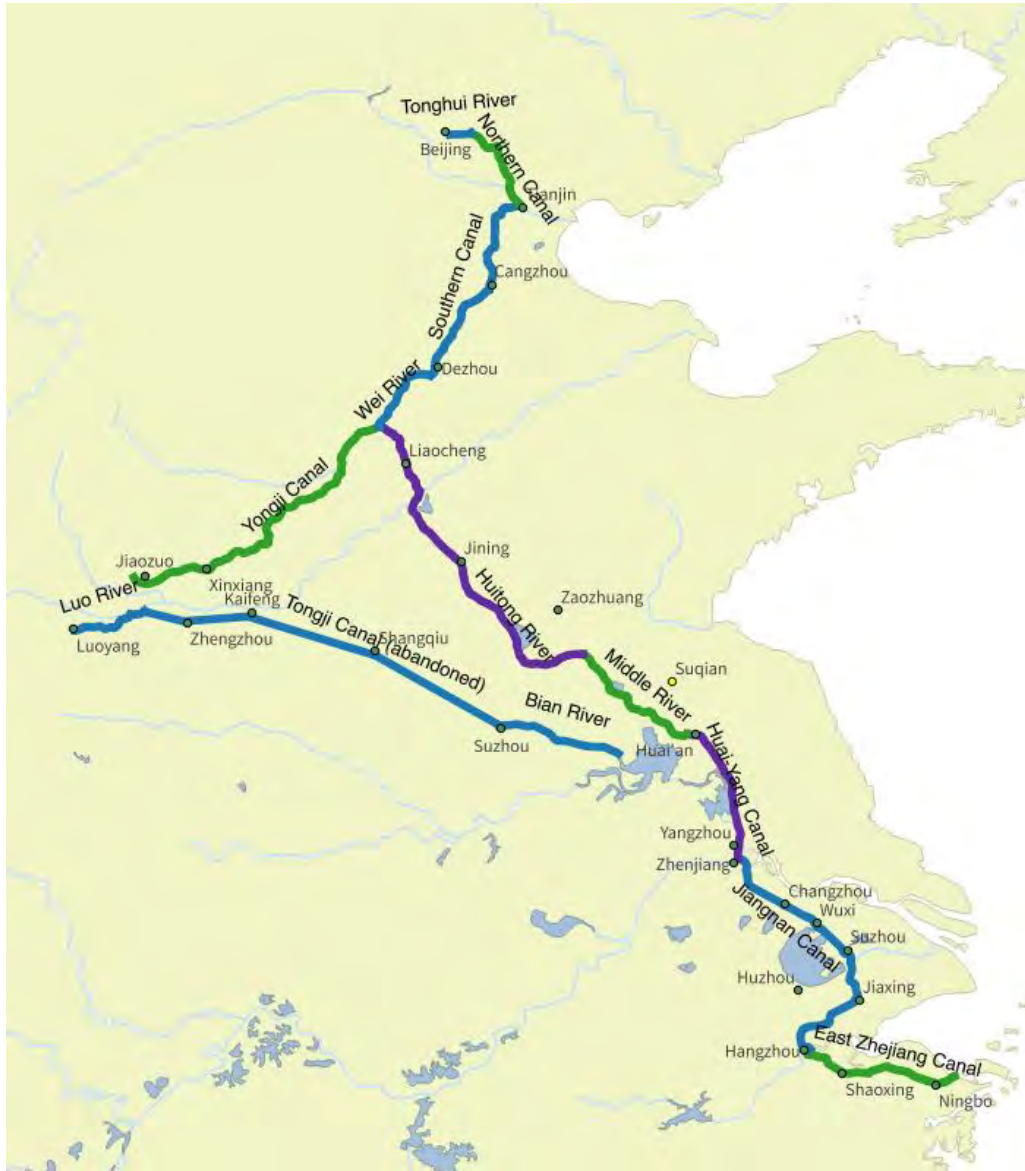 Tonghui River
Beijing
Northern Canal
Tianjin
Southern Canal
Cangzhou
Wei River
Dezhou
Liaocheng
Yongji Canal
Jiaozuo
Xinxiang
Luo River
Kaifeng
Luoyang
Zhengzhou
Tongji Canal (abandoned)
Shangqiu
Jining
Huitong River
Zaozhuang
Middle River
Suqian
Bian River
Suzhou
Huai'an
Huai-Yang Canal
Yangzhou
Zhenjiang
Changzhou
Wuxi
Jiangnan Canal
Suzhou
Huzhou
Jiaxing
East Zhejiang Canal
Hangzhou
Shaoxing
Ningbo